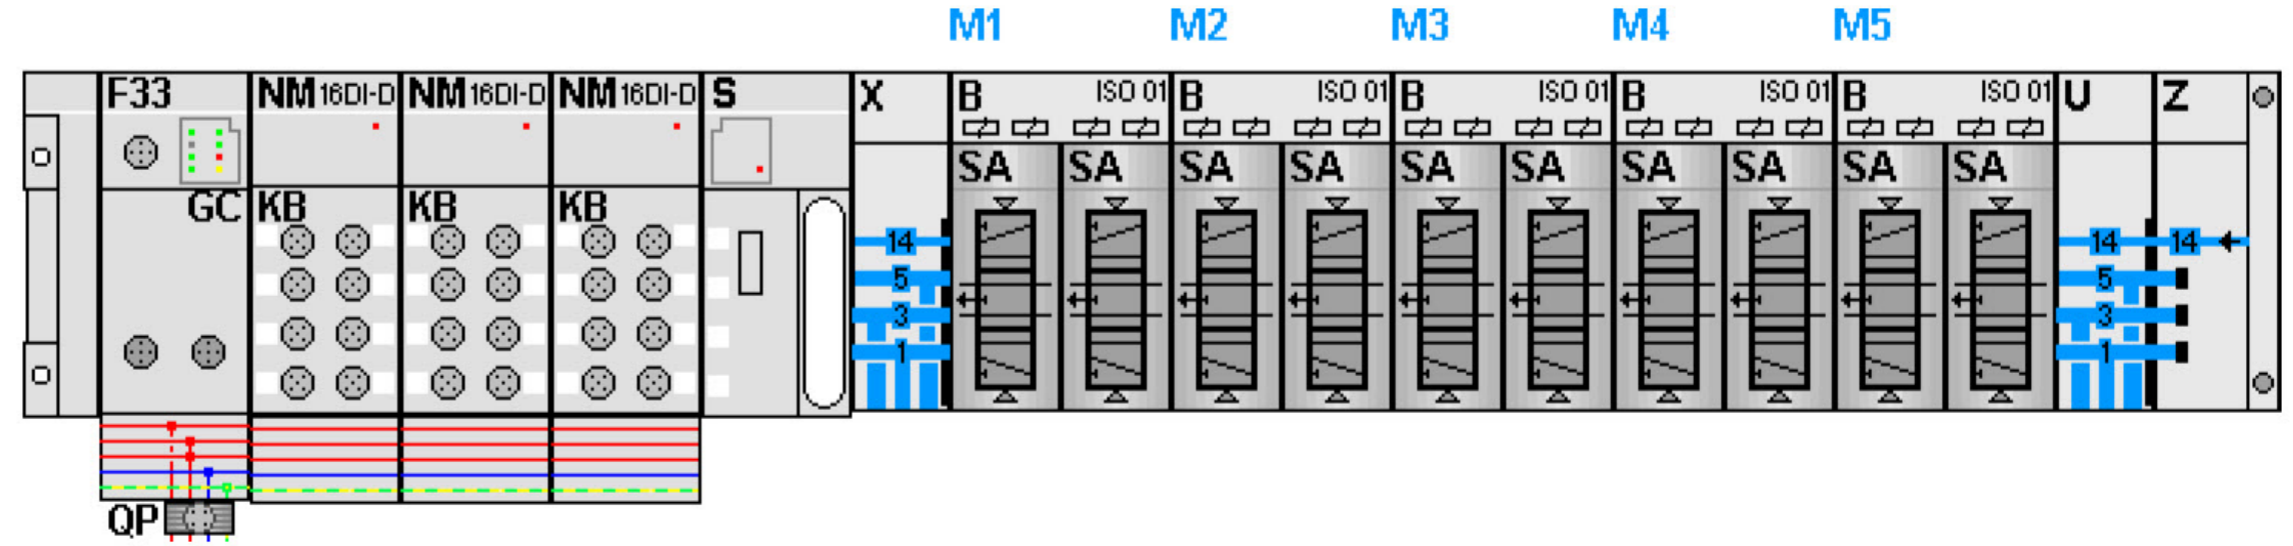 M1 M2 M3 M4 M5
F33 NM 16DI-D NM 16DI-D NM 16DI-D S X B ISO 01 B ISO 01 B ISO 01 B ISO 01 B ISO 01 U Z
SA SA SA SA SA SA SA SA SA SA
GC KB KB KB
14 14 14
5 5
3 3
1 1
QP